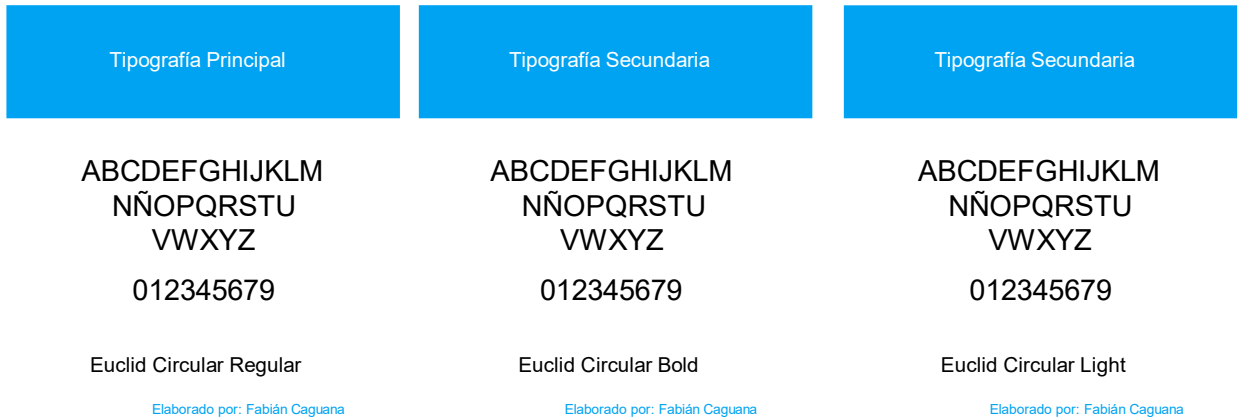 Tipografía Principal
ABCDEFGHIJKLM
NÑOPQRSTU
VWXYZ
012345679
Euclid Circular Regular
Elaborado por: Fabián Caguana
Tipografía Secundaria
ABCDEFGHIJKLM
NÑOPQRSTU
VWXYZ
012345679
Euclid Circular Bold
Elaborado por: Fabián Caguana
Tipografía Secundaria
ABCDEFGHIJKLM
NÑOPQRSTU
VWXYZ
012345679
Euclid Circular Light
Elaborado por: Fabián Caguana